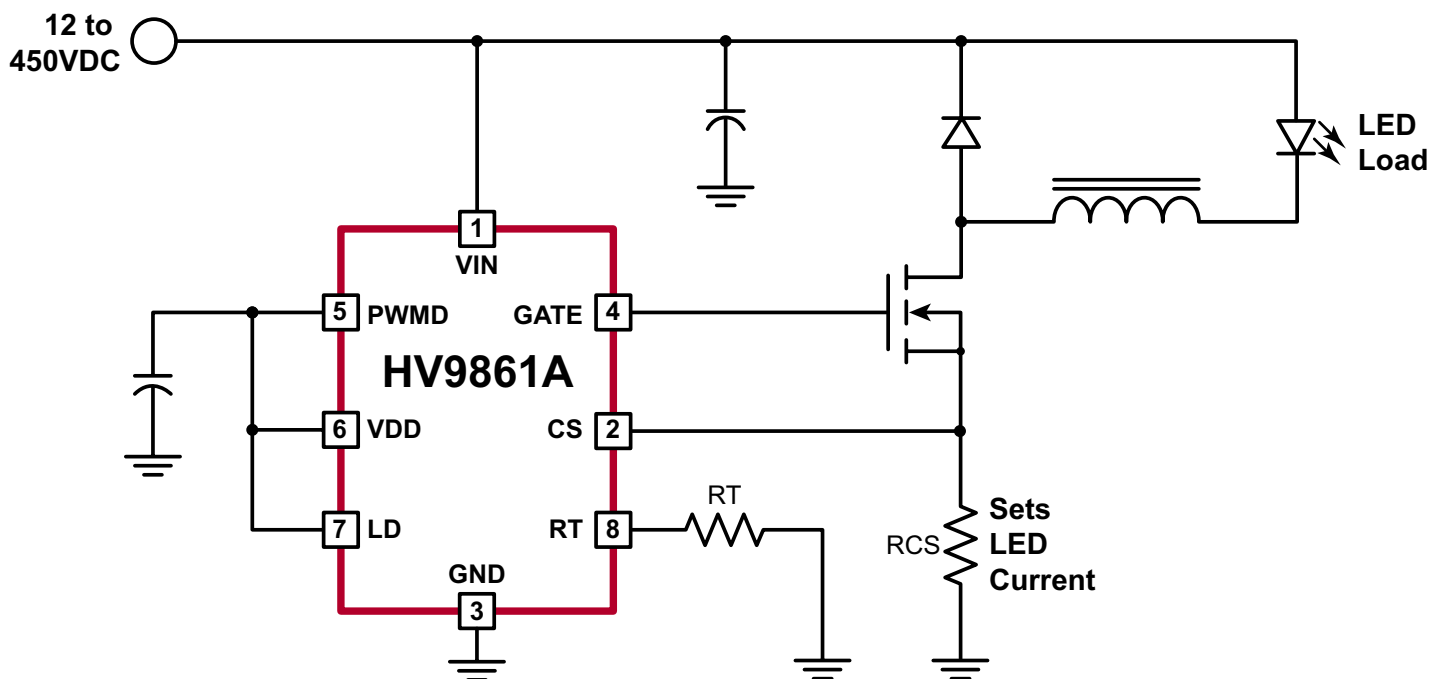 12 to
450VDC
LED
Load
1
VIN
5
PWMD
GATE
4
HV9861A
6
VDD
CS
2
7
LD
RT
8
RT
GND
3
RCS
Sets
LED
Current